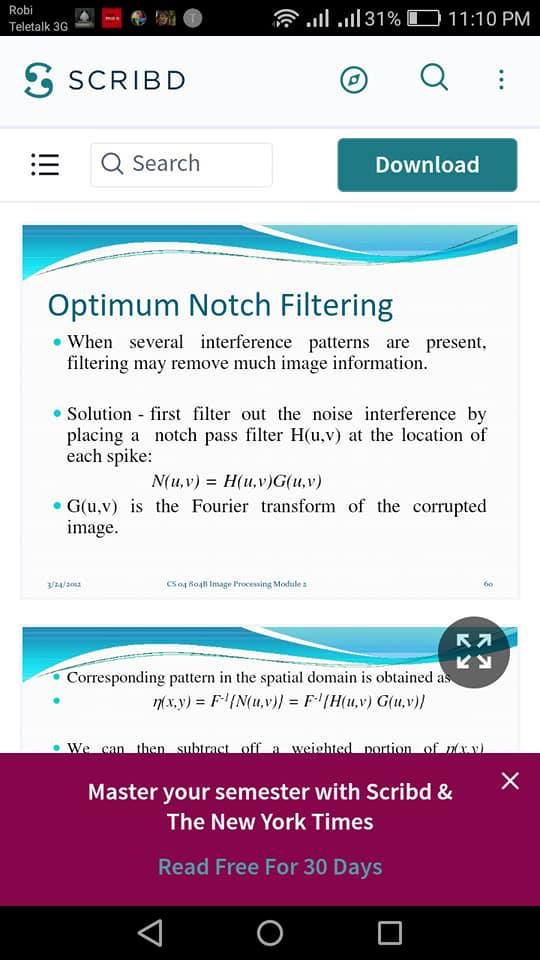 Robi
Teletalk 3G
31%
11:10 PM
SCRIBD
Search
Download
Optimum Notch Filtering
• When several interference patterns are present,
filtering may remove much image information.
• Solution - first filter out the noise interference by
placing a notch pass filter H(u,v) at the location of
each spike:
N(u,v) = H(u,v)G(u,v)
• G(u,v) is the Fourier transform of the corrupted
image.
3/24/2012 CS 04 804B Image Processing Module 2 60
• Corresponding pattern in the spatial domain is obtained as
• η(x,y) = F⁻¹{N(u,v)} = F⁻¹{H(u,v) G(u,v)}
• We can then subtract off a weighted portion of η(x,y)
Master your semester with Scribd &
The New York Times
Read Free For 30 Days